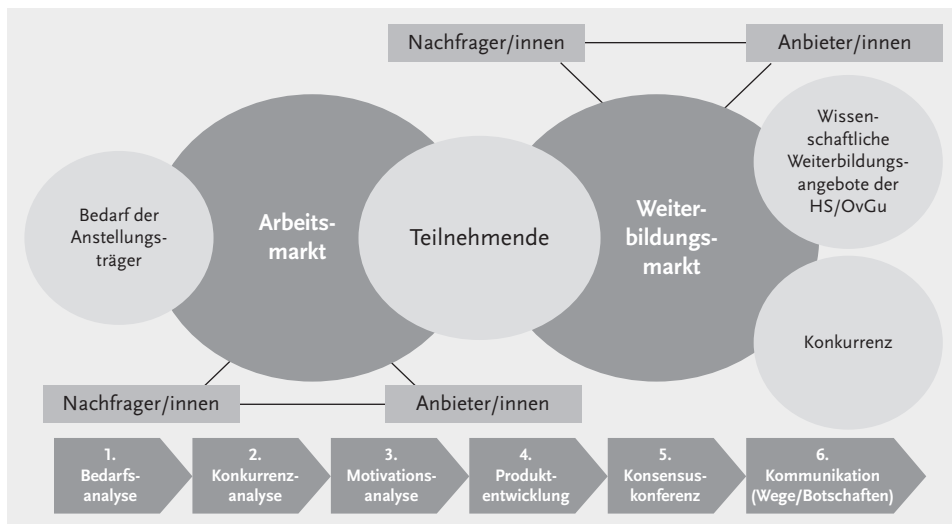 Nachfrager/innen
Anbieter/innen
Wissen-
schaftliche
Weiterbildungs-
angebote der
HS/OvGu
Bedarf der
Anstellungs-
träger
Arbeits-
markt
Teilnehmende
Weiter-
bildungs-
markt
Konkurrenz
Nachfrager/innen
Anbieter/innen
1.
Bedarfs-
analyse
2.
Konkurrenz-
analyse
3.
Motivations-
analyse
4.
Produkt-
entwicklung
5.
Konsensus-
konferenz
6.
Kommunikation
(Wege/Botschaften)